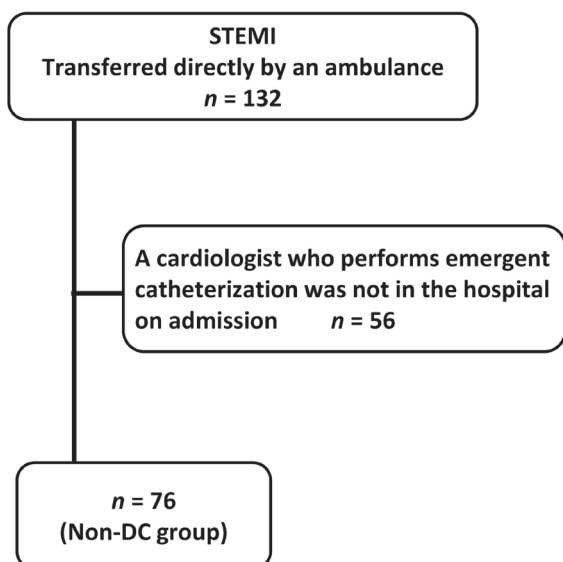 STEMI
Transferred directly by an ambulance
n = 132
A cardiologist who performs emergent
catheterization was not in the hospital
on admission n = 56
n = 76
(Non-DC group)